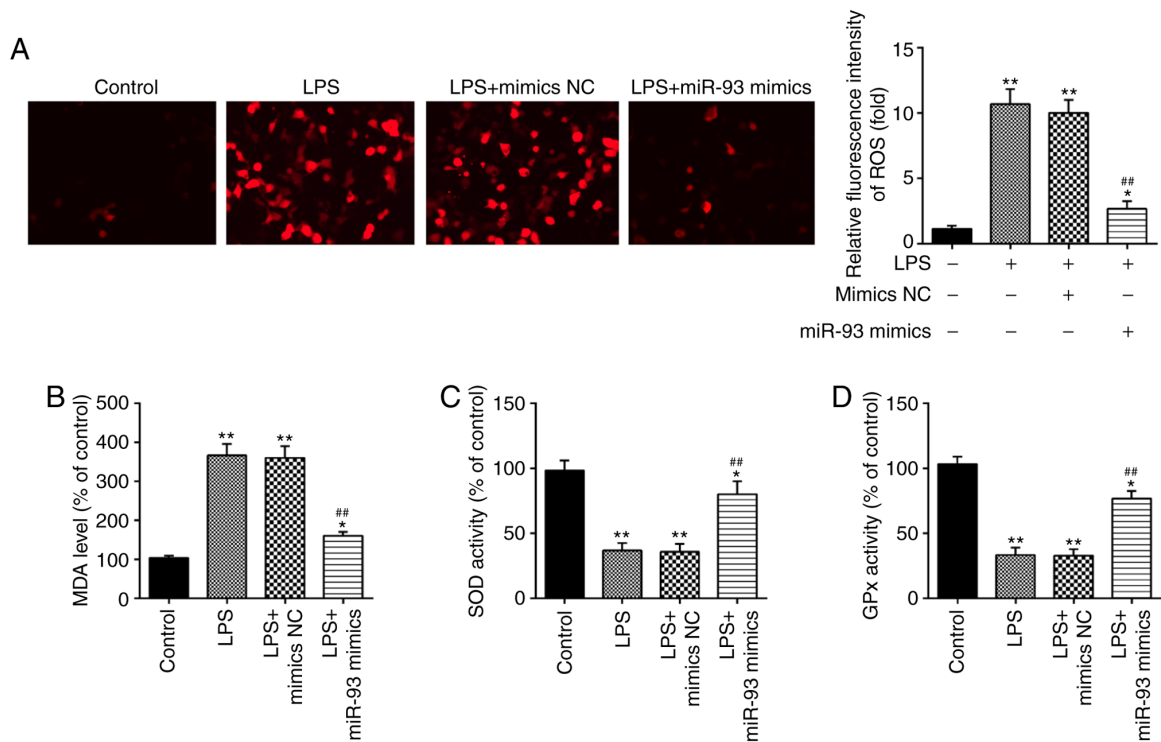 A
Control
LPS
LPS+mimics NC
LPS+miR-93 mimics
Relative fluorescence intensity
of ROS (fold)
15
10
5
0
**
**
##
*
LPS – + + +
Mimics NC – – + –
miR-93 mimics – – – +
B
MDA level (% of control)
500
400
300
200
100
0
**
**
##
*
Control
LPS
LPS+
mimics NC
LPS+
miR-93 mimics
C
SOD activity (% of control)
150
100
50
0
**
**
##
*
Control
LPS
LPS+
mimics NC
LPS+
miR-93 mimics
D
GPx activity (% of control)
150
100
50
0
**
**
##
*
Control
LPS
LPS+
mimics NC
LPS+
miR-93 mimics